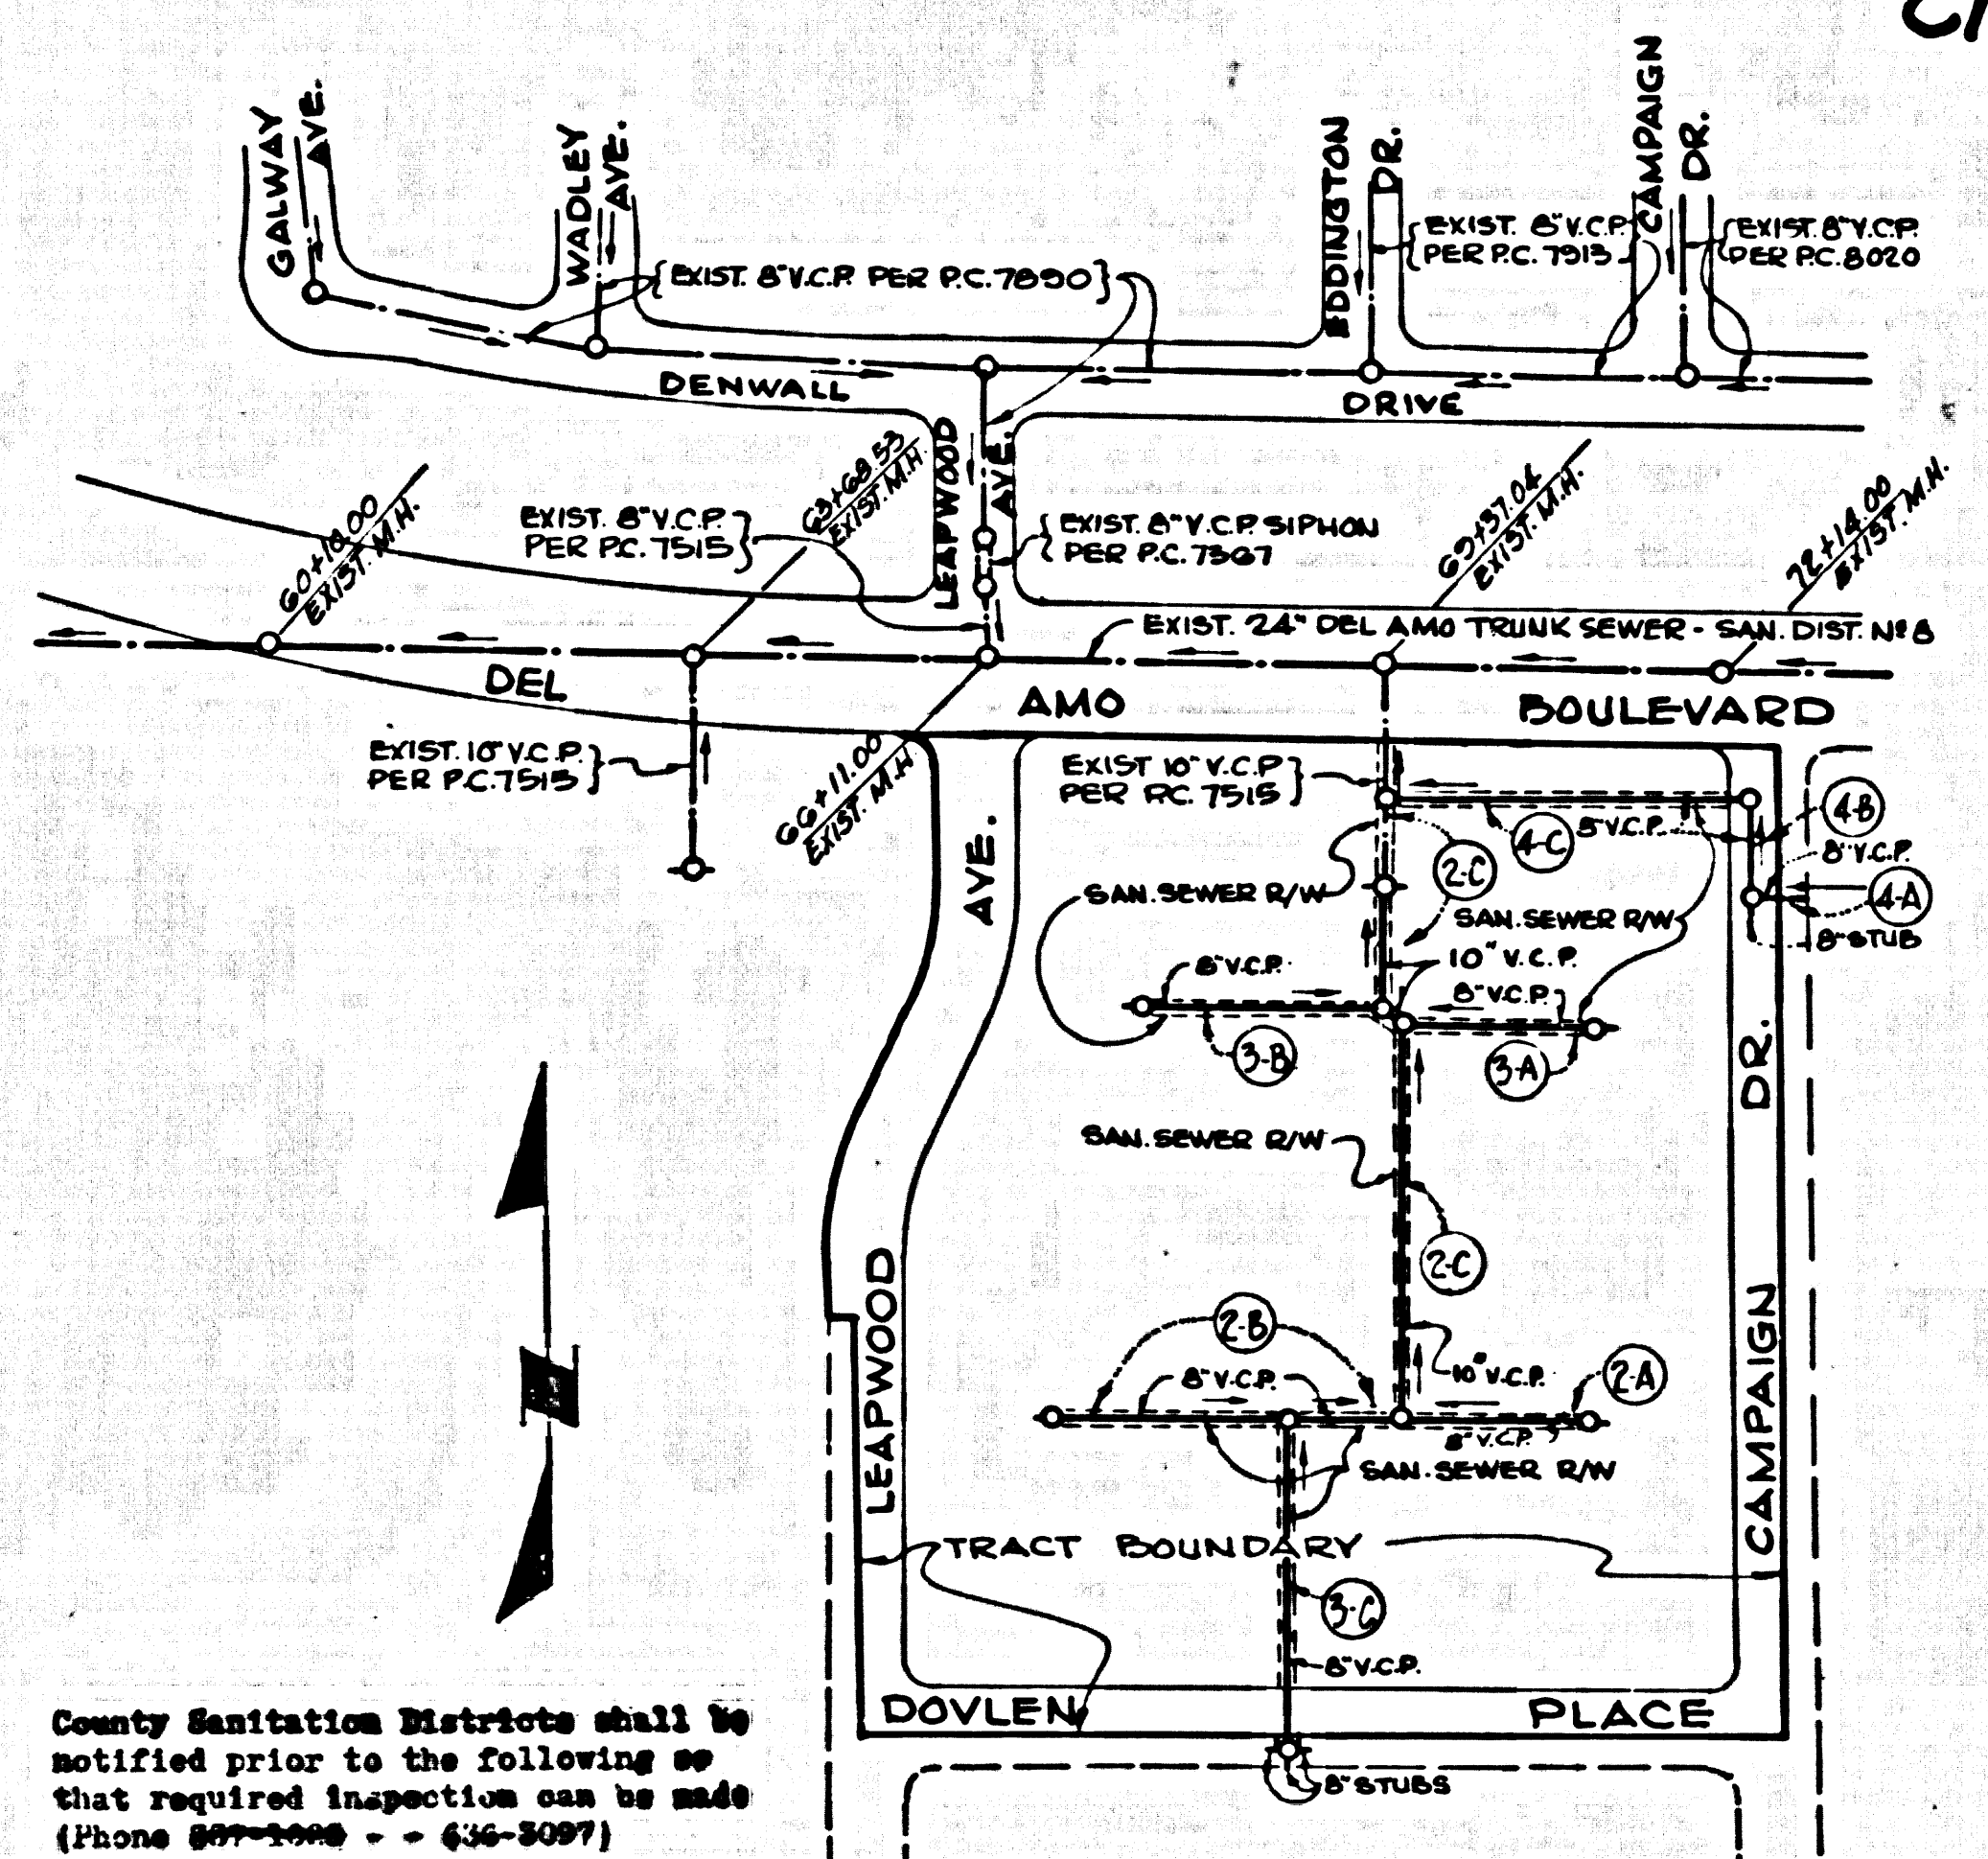 GALWAY AVE.
WADLEY AVE.
EDDINGTON DR.
CAMPAIGN DR.
EXIST. 8" V.C.P. PER P.C. 7890
EXIST. 8" V.C.P.
PER P.C. 7913
EXIST. 8" V.C.P.
PER P.C. 8020
DENWALL DRIVE
LEAPWOOD AVE.
60+18.00
EXIST. M.H.
EXIST. 8" V.C.P.
PER P.C. 7515
63+68.53
EXIST. M.H.
EXIST. 8" V.C.P. SIPHON
PER P.C. 7367
69+37.04
EXIST. M.H.
72+14.00
EXIST. M.H.
EXIST. 24" DEL AMO TRUNK SEWER - SAN. DIST. Nº 8
DEL AMO BOULEVARD
EXIST. 10" V.C.P.
PER P.C. 7515
66+11.00
EXIST. M.H.
EXIST 10" V.C.P
PER P.C. 7515
4-B
8" V.C.P.
4-C
2-C
8" V.C.P.
4-A
8" STUB
SAN. SEWER R/W
SAN. SEWER R/W
AVE.
10" V.C.P.
8" V.C.P.
8" V.C.P.
3-B
3-A
DR.
SAN. SEWER R/W
2-C
LEAPWOOD
CAMPAIGN
2-B
8" V.C.P.
10" V.C.P.
2-A
8" V.C.P.
SAN. SEWER R/W
TRACT BOUNDARY
3-C
8" V.C.P.
DOVLEN PLACE
8" STUBS
N
County Sanitation Districts shall be
notified prior to the following so
that required inspection can be made
(Phone - - 636-5097)